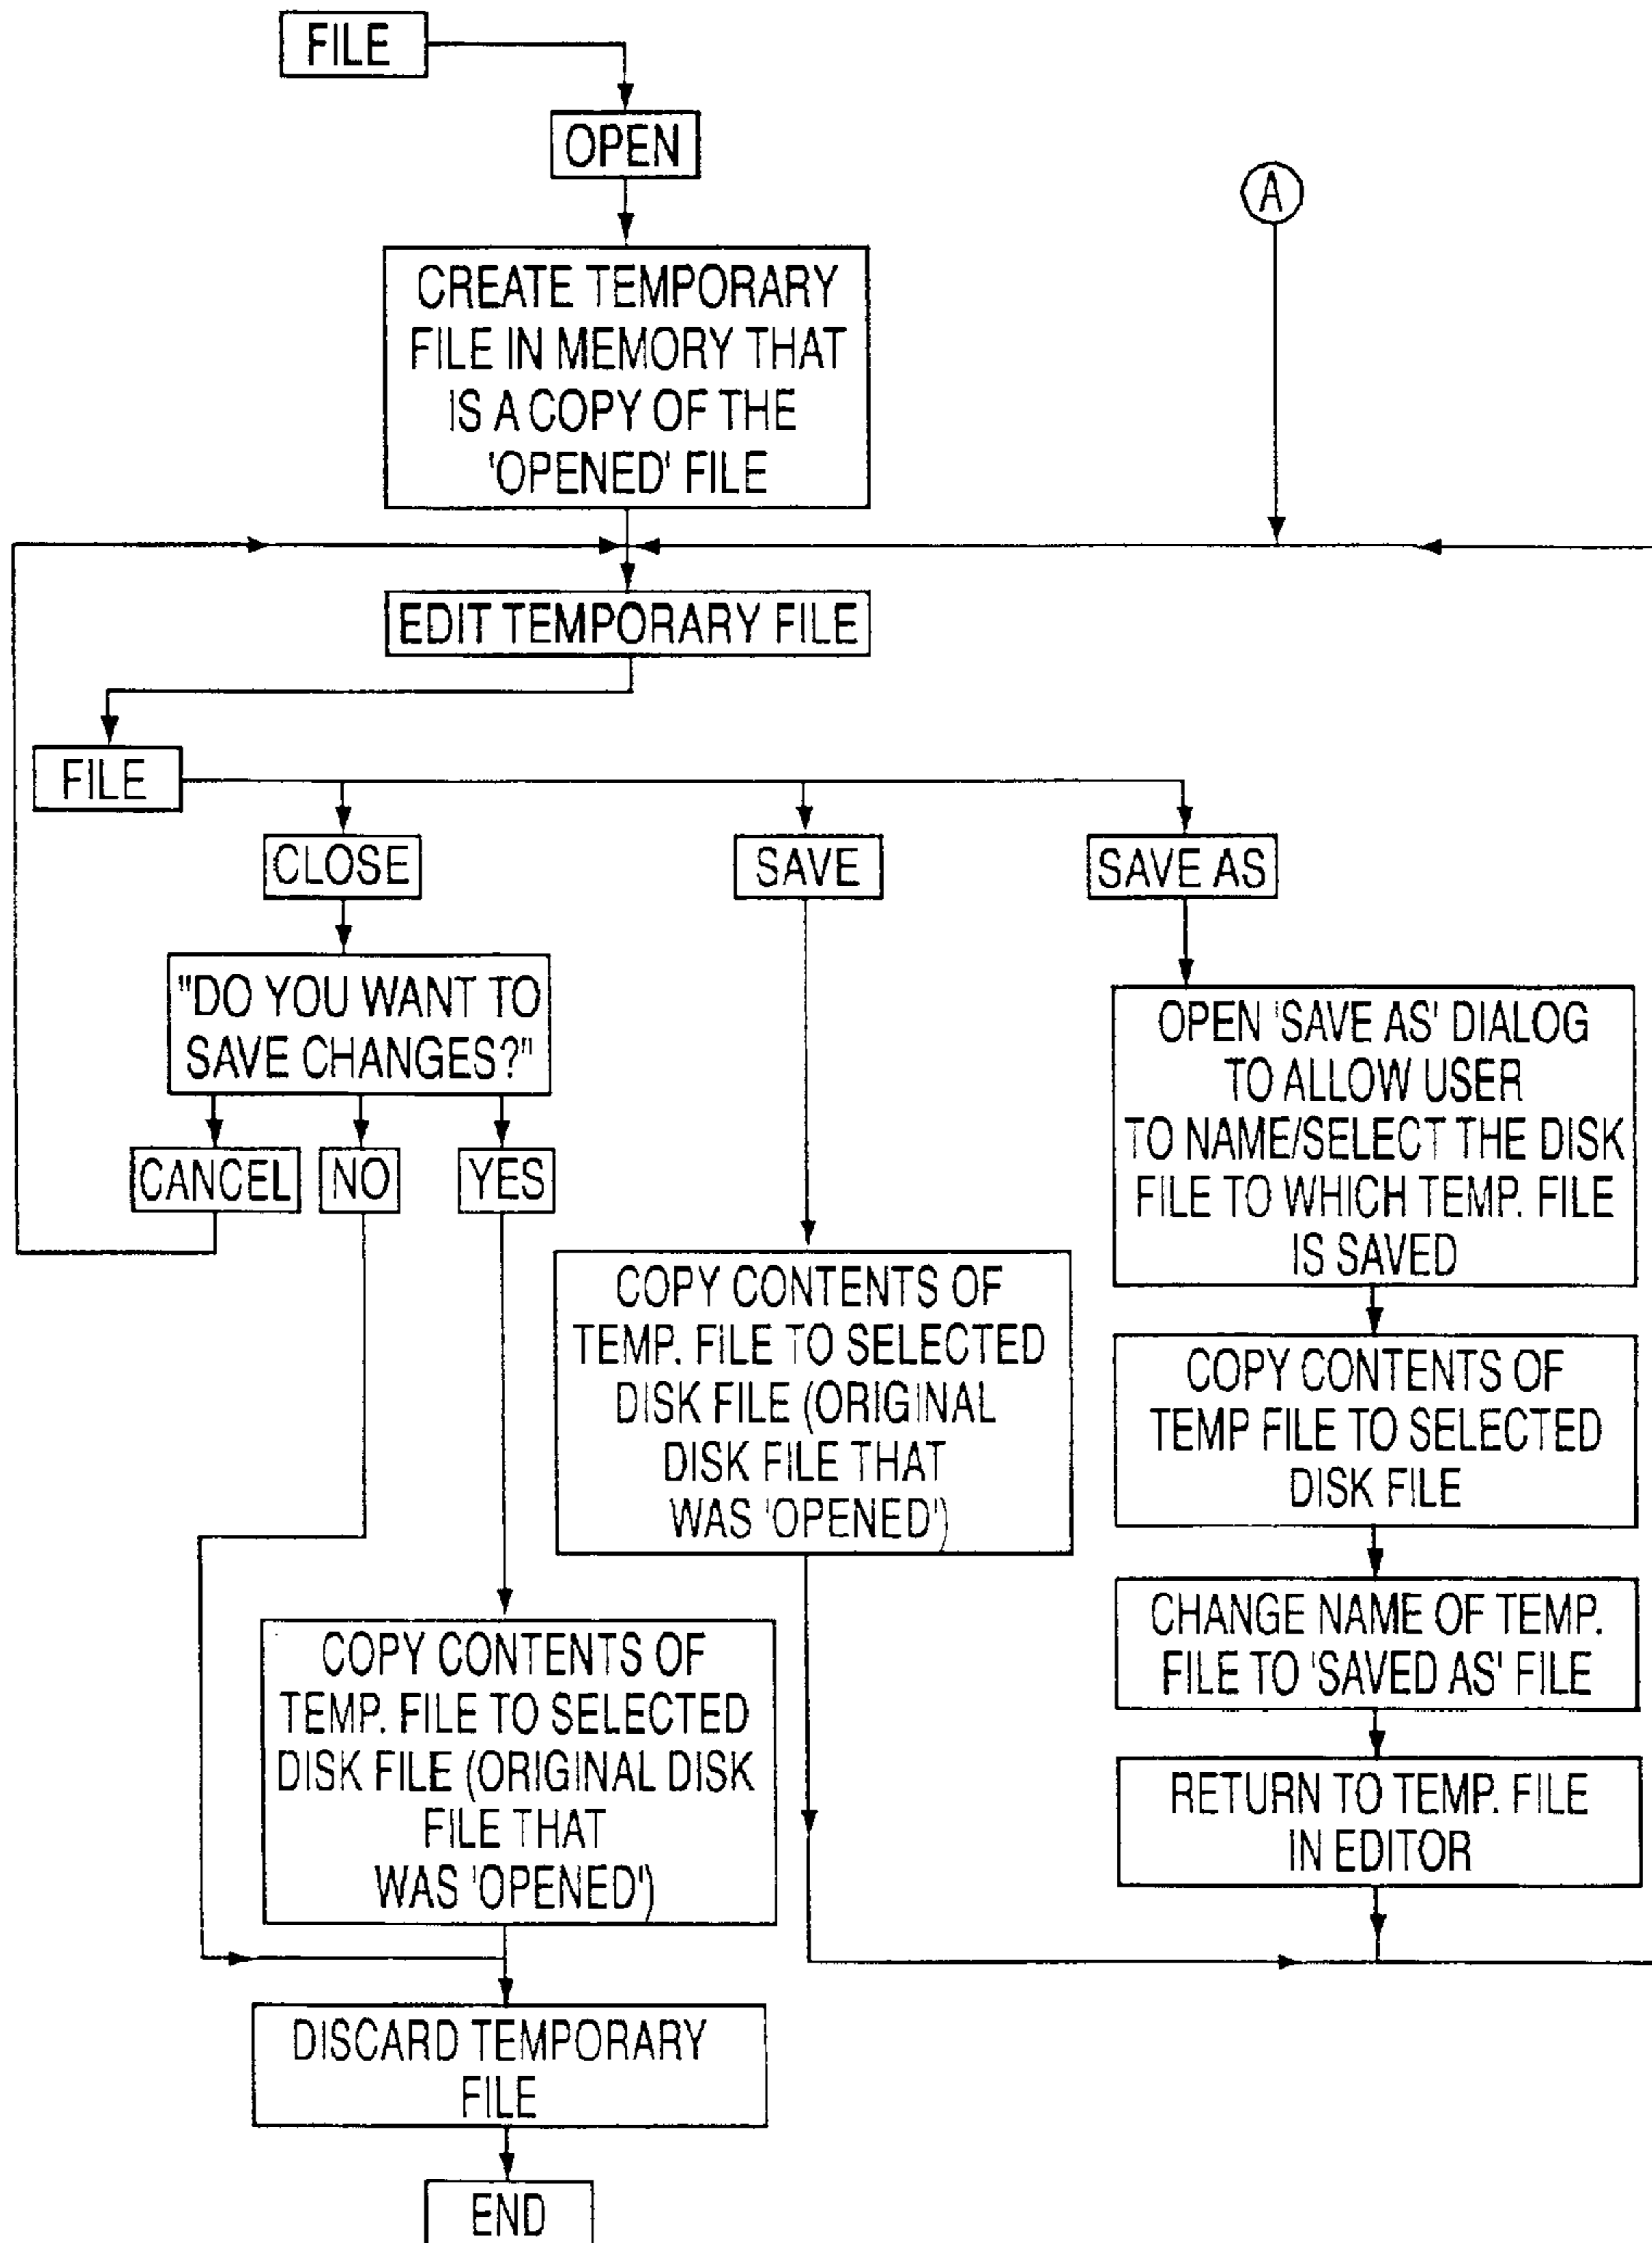 FILE
OPEN
A
CREATE TEMPORARY
FILE IN MEMORY THAT
IS A COPY OF THE
'OPENED' FILE
EDIT TEMPORARY FILE
FILE
CLOSE
SAVE
SAVE AS
"DO YOU WANT TO
SAVE CHANGES?"
CANCEL
NO
YES
OPEN 'SAVE AS' DIALOG
TO ALLOW USER
TO NAME/SELECT THE DISK
FILE TO WHICH TEMP. FILE
IS SAVED
COPY CONTENTS OF
TEMP. FILE TO SELECTED
DISK FILE (ORIGINAL
DISK FILE THAT
WAS 'OPENED')
COPY CONTENTS OF
TEMP FILE TO SELECTED
DISK FILE
CHANGE NAME OF TEMP.
FILE TO 'SAVED AS' FILE
COPY CONTENTS OF
TEMP. FILE TO SELECTED
DISK FILE (ORIGINAL DISK
FILE THAT
WAS 'OPENED')
RETURN TO TEMP. FILE
IN EDITOR
DISCARD TEMPORARY
FILE
END